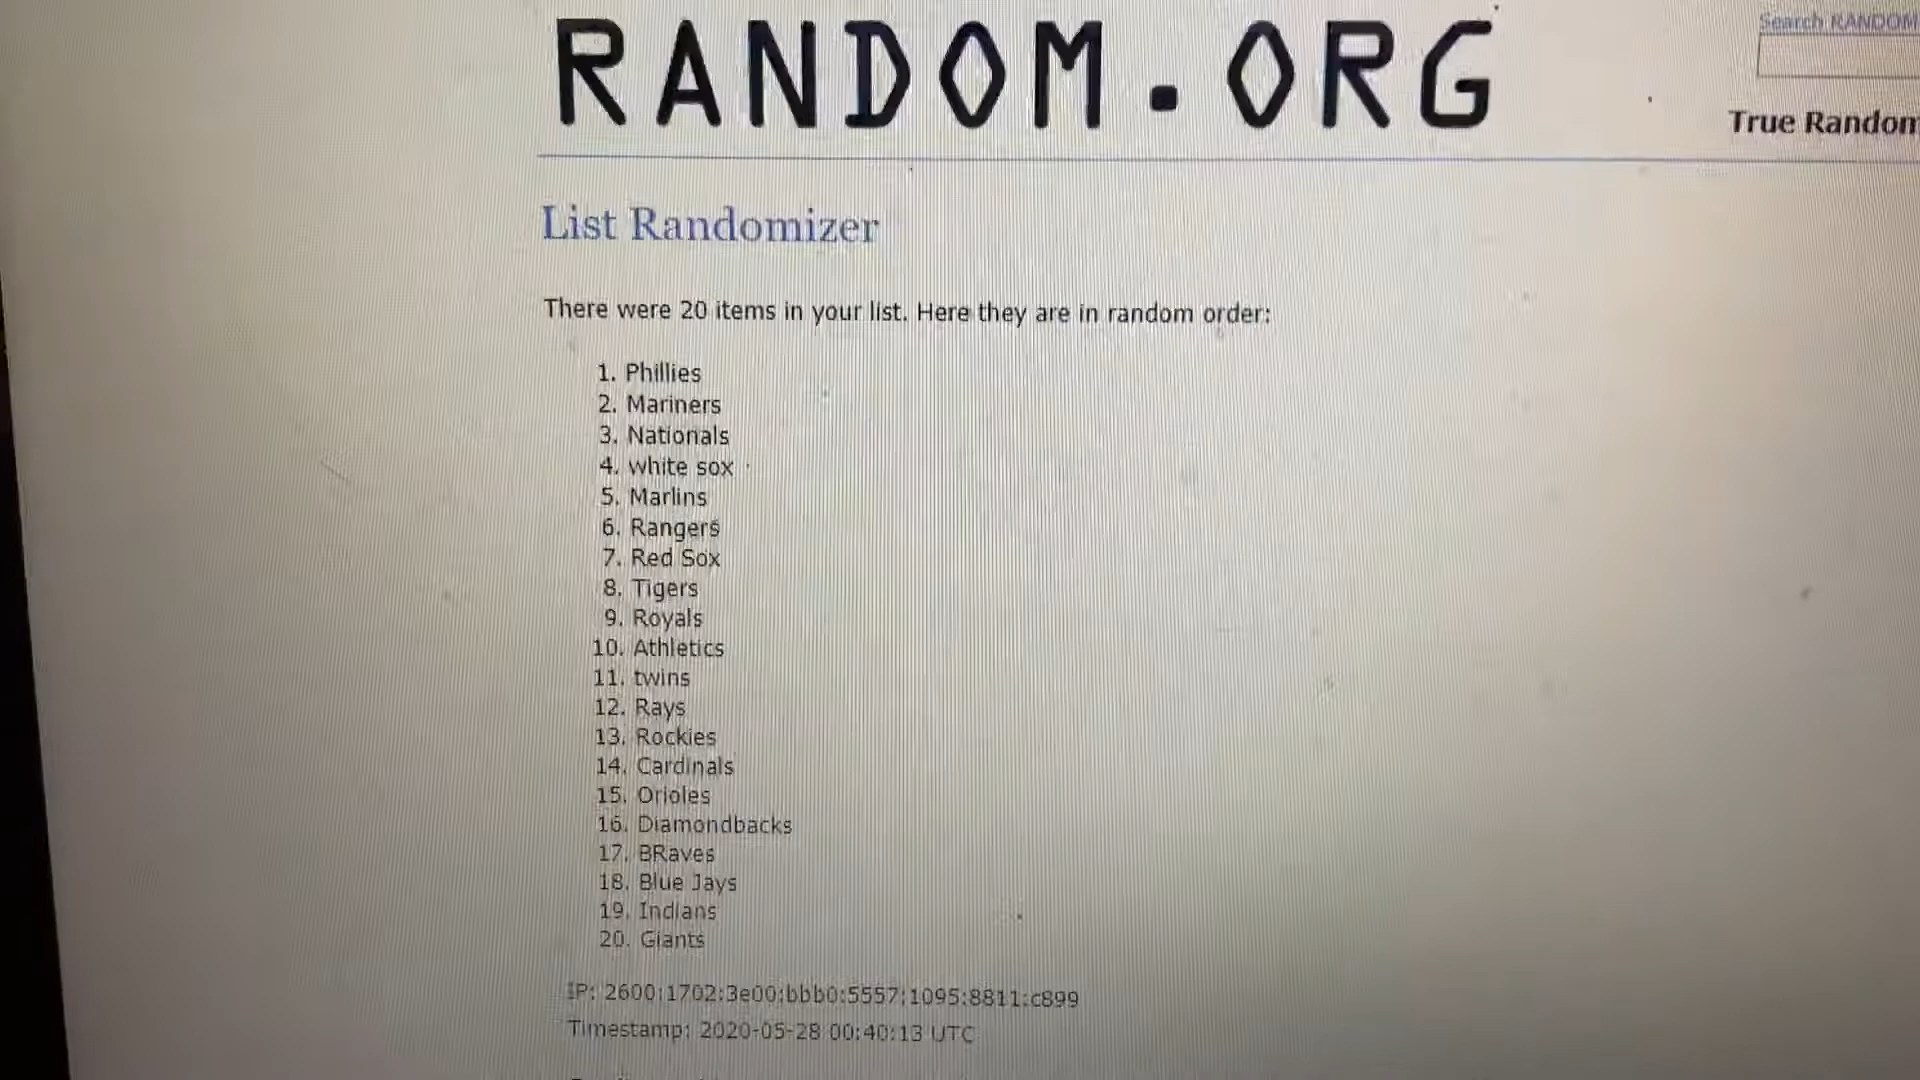 RANDOM.ORG
Search RANDOM
True Random
List Randomizer
There were 20 items in your list. Here they are in random order:
1. Phillies
2. Mariners
3. Nationals
4. white sox
5. Marlins
6. Rangers
7. Red Sox
8. Tigers
9. Royals
10. Athletics
11. twins
12. Rays
13. Rockies
14. Cardinals
15. Orioles
16. Diamondbacks
17. BRaves
18. Blue Jays
19. Indians
20. Giants
IP: 2600:1702:3e00:bbb0:5557:1095:8811:c899
Timestamp: 2020-05-28 00:40:13 UTC